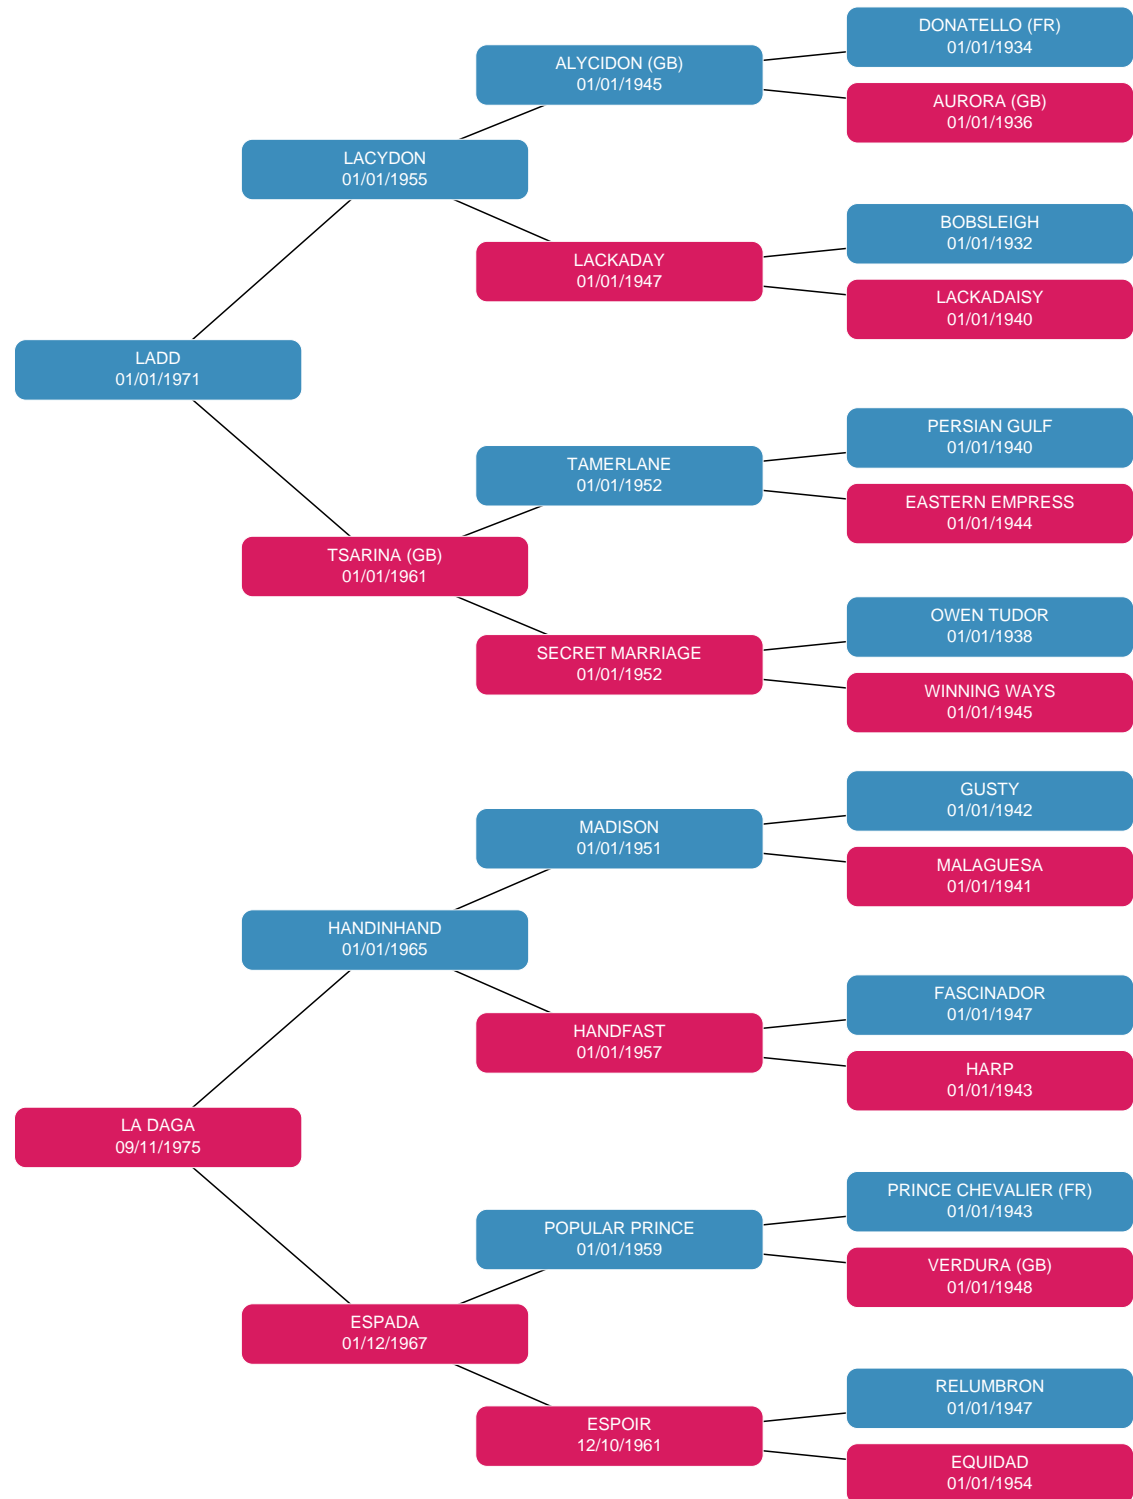 DONATELLO (FR)
01/01/1934
ALYCIDON (GB)
01/01/1945
AURORA (GB)
01/01/1936
LACYDON
01/01/1955
BOBSLEIGH
01/01/1932
LACKADAY
01/01/1947
LACKADAISY
01/01/1940
LADD
01/01/1971
PERSIAN GULF
01/01/1940
TAMERLANE
01/01/1952
EASTERN EMPRESS
01/01/1944
TSARINA (GB)
01/01/1961
OWEN TUDOR
01/01/1938
SECRET MARRIAGE
01/01/1952
WINNING WAYS
01/01/1945
GUSTY
01/01/1942
MADISON
01/01/1951
MALAGUESA
01/01/1941
HANDINHAND
01/01/1965
FASCINADOR
01/01/1947
HANDFAST
01/01/1957
HARP
01/01/1943
LA DAGA
09/11/1975
PRINCE CHEVALIER (FR)
01/01/1943
POPULAR PRINCE
01/01/1959
VERDURA (GB)
01/01/1948
ESPADA
01/12/1967
RELUMBRON
01/01/1947
ESPOIR
12/10/1961
EQUIDAD
01/01/1954